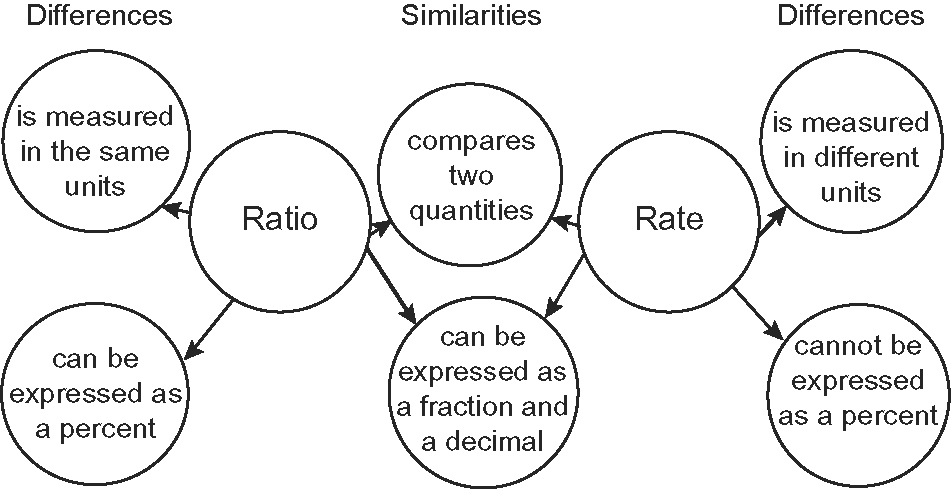 Differences
Similarities
Differences
is measured
in the same
units
Ratio
compares
two
quantities
Rate
is measured
in different
units
can be
expressed as
a percent
can be
expressed as
a fraction and
a decimal
cannot be
expressed
as a percent